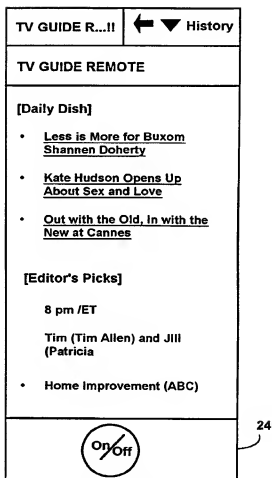 TV GUIDE R...!! History
TV GUIDE REMOTE
[Daily Dish]
• Less is More for Buxom
Shannen Doherty
• Kate Hudson Opens Up
About Sex and Love
• Out with the Old, In with the
New at Cannes
[Editor's Picks]
8 pm /ET
Tim (Tim Allen) and Jill
(Patricia
• Home Improvement (ABC)
On/Off
24